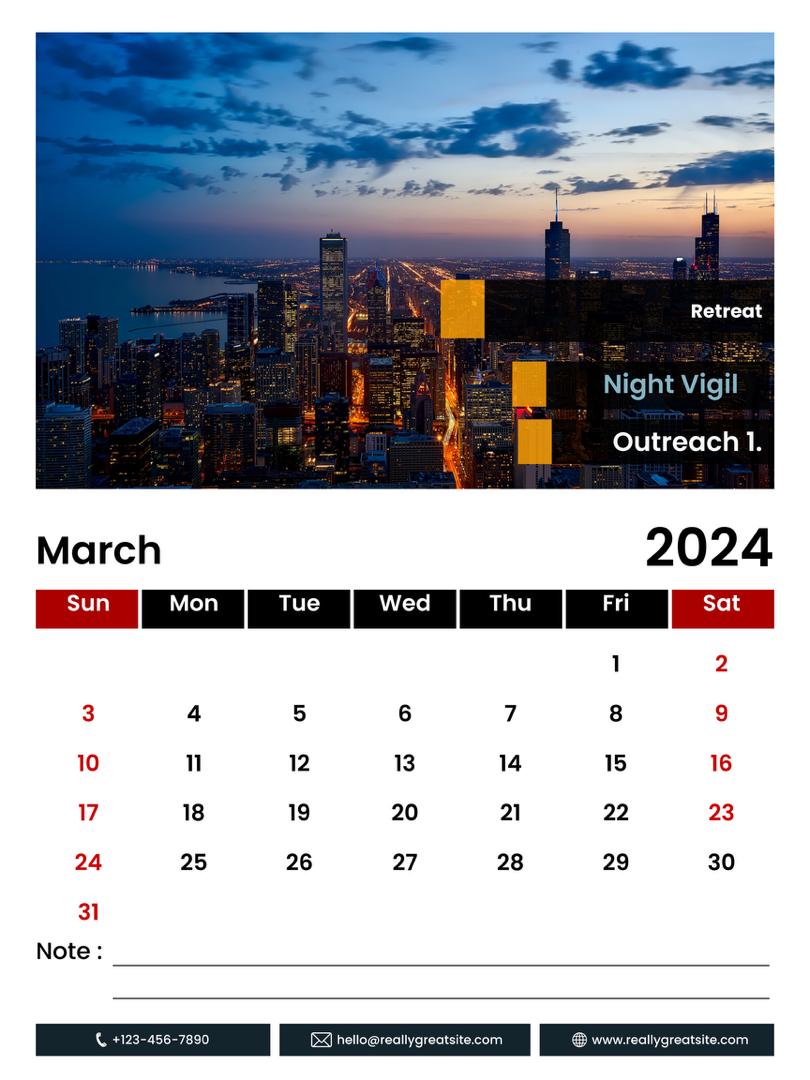 Retreat
Night Vigil
Outreach 1.
March 2024
Sun Mon Tue Wed Thu Fri Sat
1 2
3 4 5 6 7 8 9
10 11 12 13 14 15 16
17 18 19 20 21 22 23
24 25 26 27 28 29 30
31
Note :
+123-456-7890 hello@reallygreatsite.com www.reallygreatsite.com